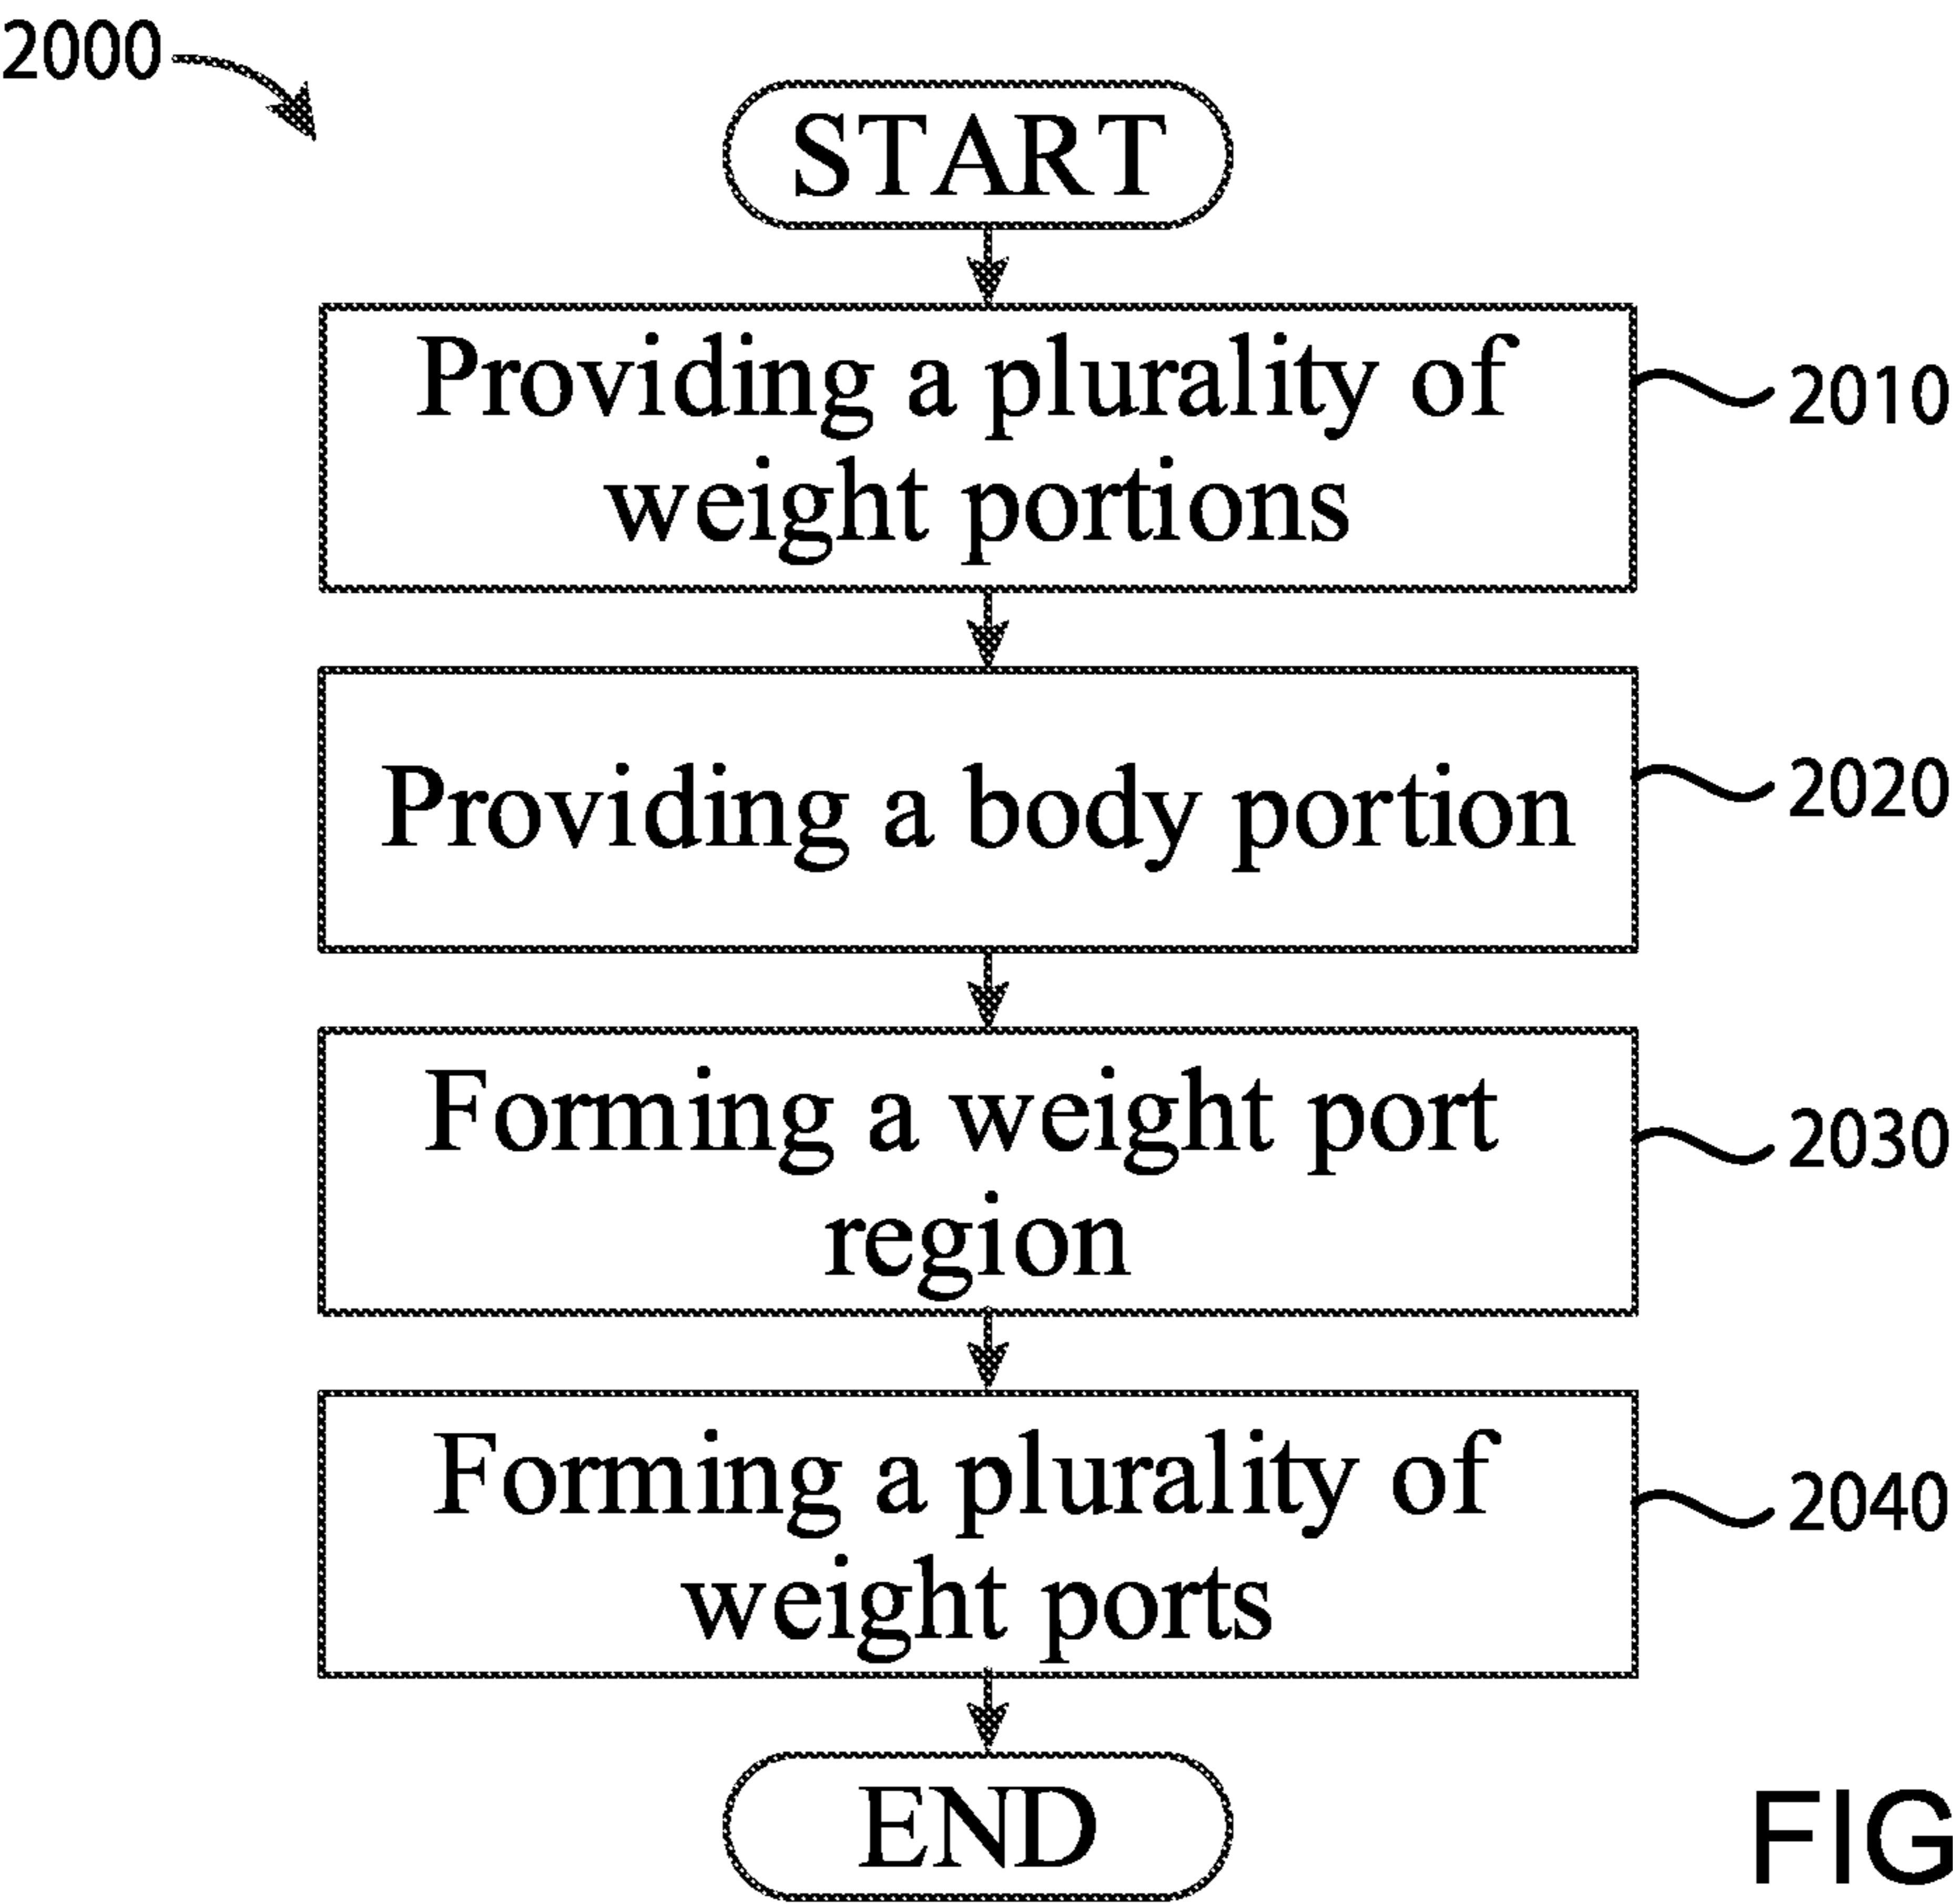 2000
START
Providing a plurality of
weight portions
2010
Providing a body portion
2020
Forming a weight port
region
2030
Forming a plurality of
weight ports
2040
END
FIG